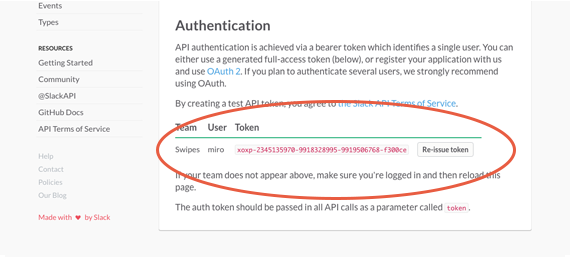 Events
Types
RESOURCES
Getting Started
Community
@SlackAPI
GitHub Docs
API Terms of Service
Help
Contact
Policies
Our Blog
Made with ♥ by Slack
Authentication
API authentication is achieved via a bearer token which identifies a single user. You can
either use a generated full-access token (below), or register your application with us
and use OAuth 2. If you plan to authenticate several users, we strongly recommend
using OAuth.
By creating a test API token, you agree to the Slack API Terms of Service.
Team User Token
Swipes miro xoxp-2345135970-9918328995-9919506768-f300ce Re-issue token
If your team does not appear above, make sure you're logged in and then reload this
page.
The auth token should be passed in all API calls as a parameter called token.